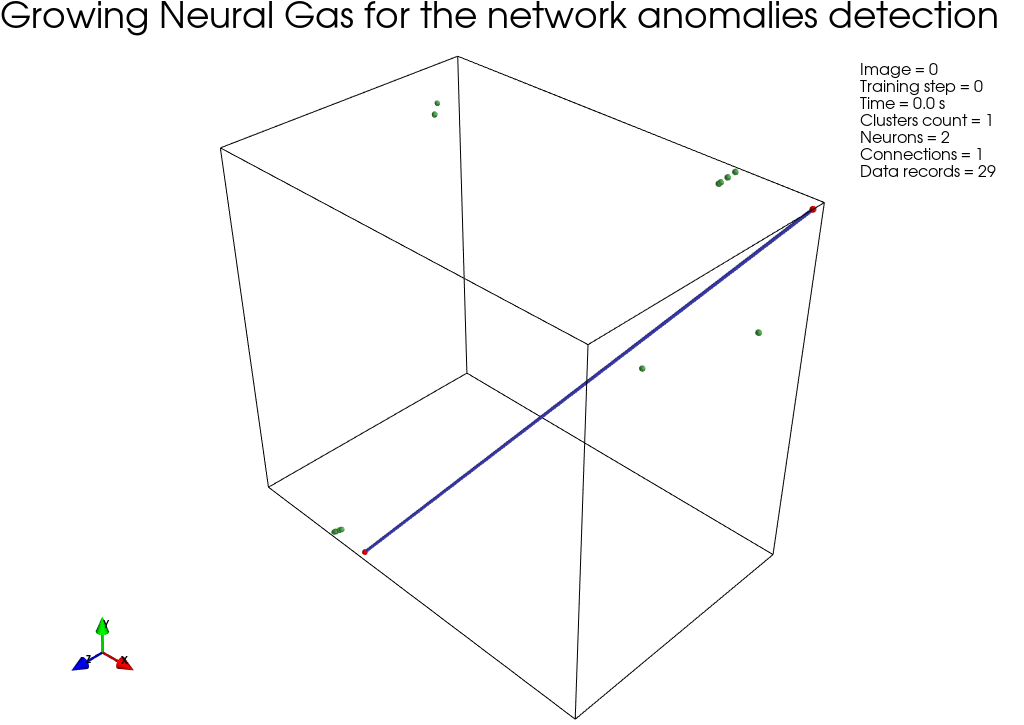 Growing Neural Gas for the network anomalies detection
Image = 0
Training step = 0
Time = 0.0 s
Clusters count = 1
Neurons = 2
Connections = 1
Data records = 29
Y
Z
X